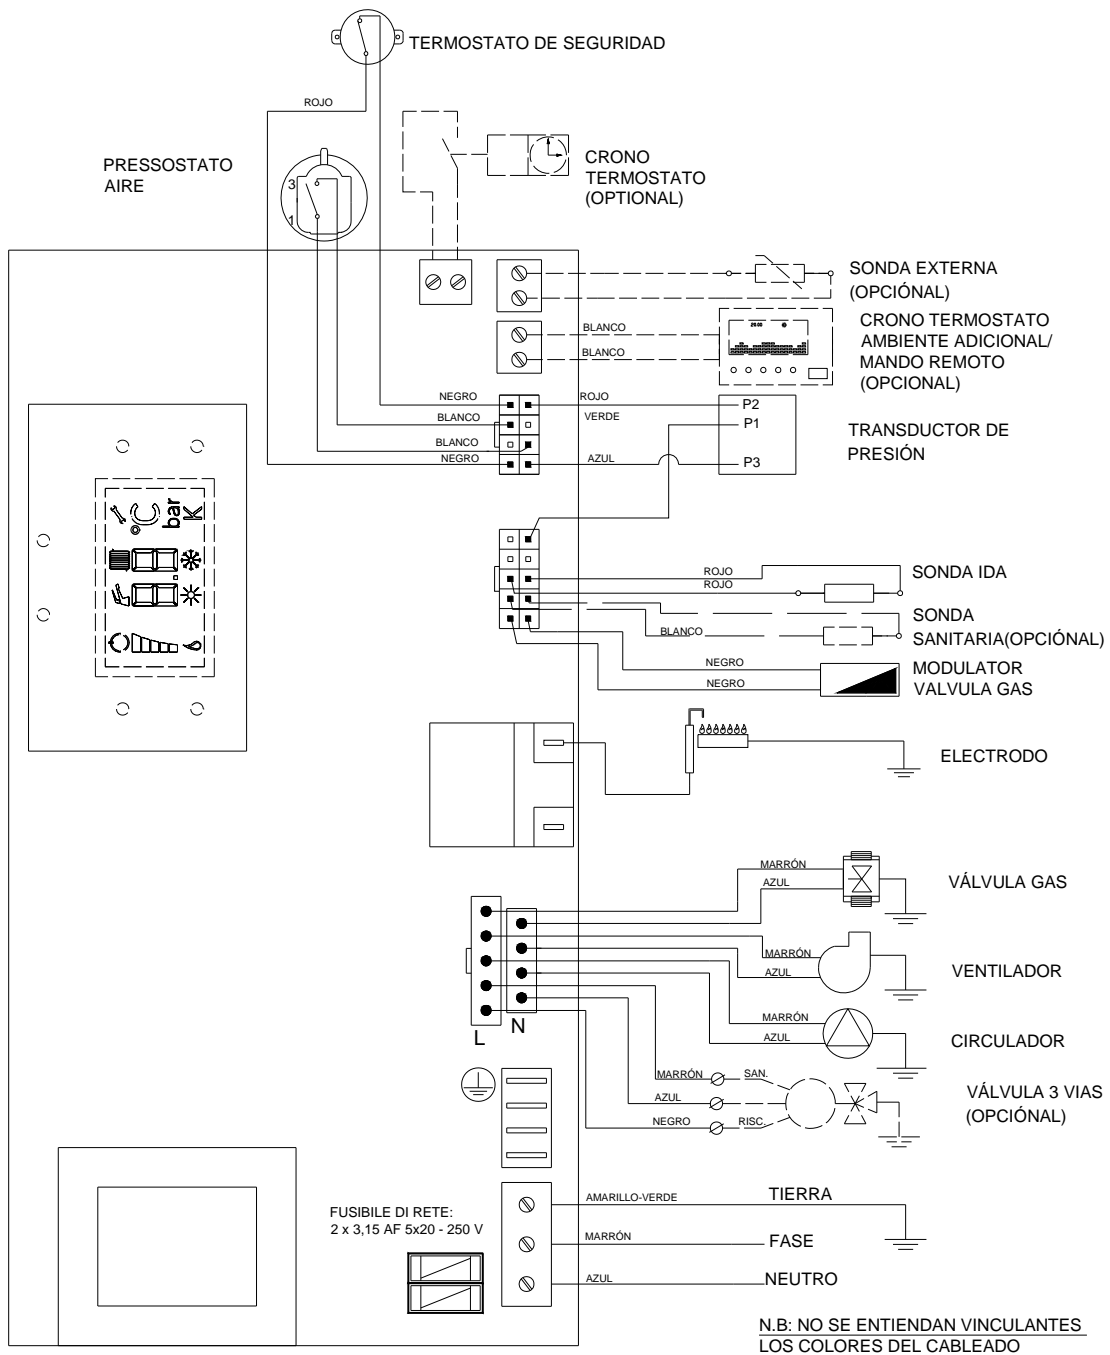 TERMOSTATO DE SEGURIDAD
ROJO
PRESSOSTATO
AIRE
3
1
CRONO
TERMOSTATO
(OPTIONAL)
SONDA EXTERNA
(OPCIÓNAL)
BLANCO
BLANCO
CRONO TERMOSTATO
AMBIENTE ADICIONAL/
MANDO REMOTO
(OPCIONAL)
NEGRO
BLANCO
BLANCO
NEGRO
ROJO
VERDE
AZUL
P2
P1
P3
TRANSDUCTOR DE
PRESIÓN
°C
bar
K
ROJO
ROJO
SONDA IDA
BLANCO
SONDA
SANITARIA(OPCIÓNAL)
NEGRO
NEGRO
MODULATOR
VALVULA GAS
ELECTRODO
MARRÓN
AZUL
VÁLVULA GAS
MARRÓN
AZUL
VENTILADOR
MARRÓN
AZUL
CIRCULADOR
L
N
MARRÓN
SAN.
AZUL
NEGRO
RISC.
VÁLVULA 3 VIAS
(OPCIÓNAL)
FUSIBILE DI RETE:
2 x 3,15 AF 5x20 - 250 V
AMARILLO-VERDE
TIERRA
MARRÓN
FASE
AZUL
NEUTRO
N.B: NO SE ENTIENDAN VINCULANTES
LOS COLORES DEL CABLEADO